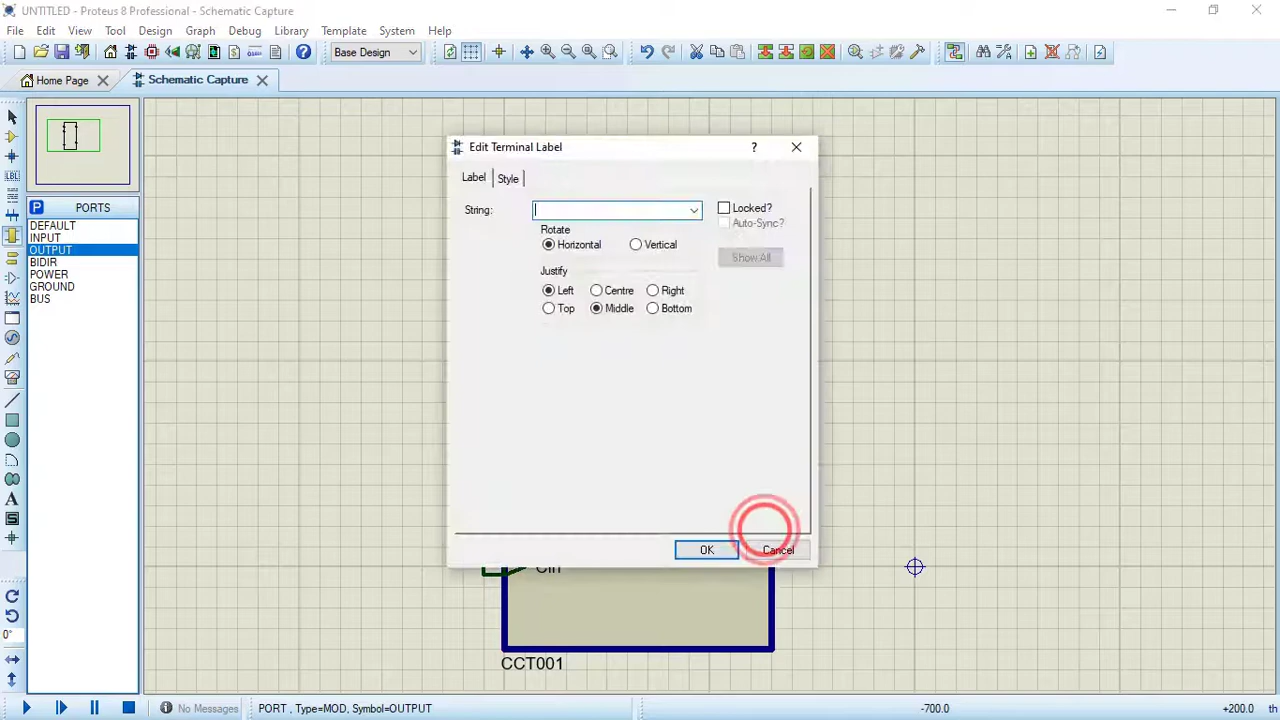 UNTITLED - Proteus 8 Professional - Schematic Capture
File Edit View Tool Design Graph Debug Library Template System Help
Base Design
Home Page Schematic Capture
PORTS
DEFAULT
INPUT
OUTPUT
BIDIR
POWER
GROUND
BUS
Edit Terminal Label
Label Style
String:
Locked?
Auto-Sync?
Rotate
Horizontal Vertical
Show All
Justify
Left Centre Right
Top Middle Bottom
OK Cancel
Cin
CCT001
LBL
A
0°
No Messages PORT , Type=MOD, Symbol=OUTPUT -700.0 +200.0 th